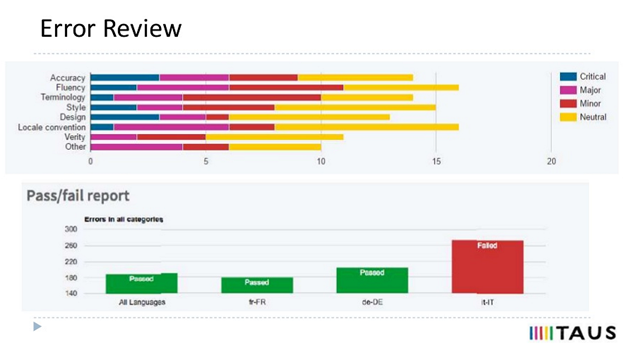 Error Review
Accuracy
Fluency
Terminology
Style
Design
Locale convention
Verity
Other
0 5 10 15 20
Critical
Major
Minor
Neutral
Pass/fail report
Errors in all categories
300
260
220
180
140
Passed
Passed
Passed
Failed
All Languages fr-FR de-DE it-IT
TAUS